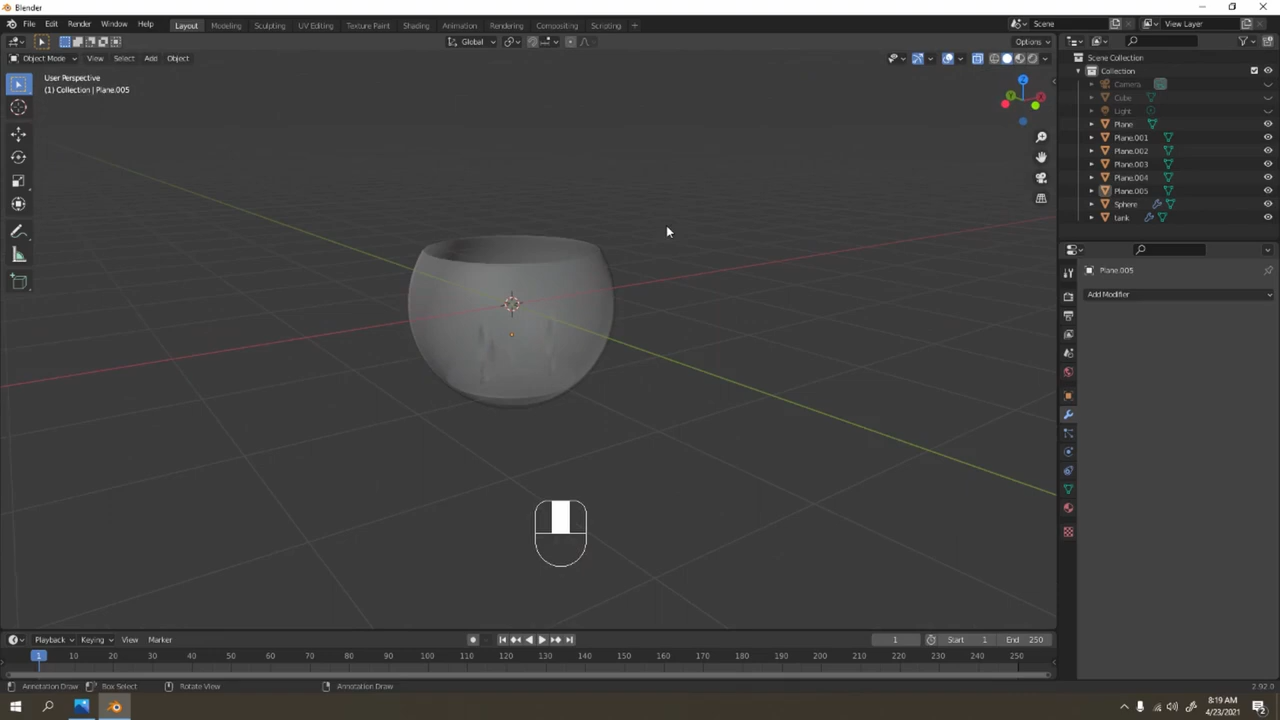 Blender
File Edit Render Window Help Layout Modeling Sculpting UV Editing Texture Paint Shading Animation Rendering Compositing Scripting + Scene View Layer
Global Options
Object Mode View Select Add Object
User Perspective
(1) Collection | Plane.005
Scene Collection
Collection
Camera
Cube
Light
Plane
Plane.001
Plane.002
Plane.003
Plane.004
Plane.005
Sphere
tank
Plane.005
Add Modifier
X
Y
Z
Playback Keying View Marker 1 Start 1 End 250
1 10 20 30 40 50 60 70 80 90 100 110 120 130 140 150 160 170 180 190 200 210 220 230 240 250
Annotation Draw Box Select Rotate View Annotation Draw 2.92.0
8:19 AM
4/23/2021
2